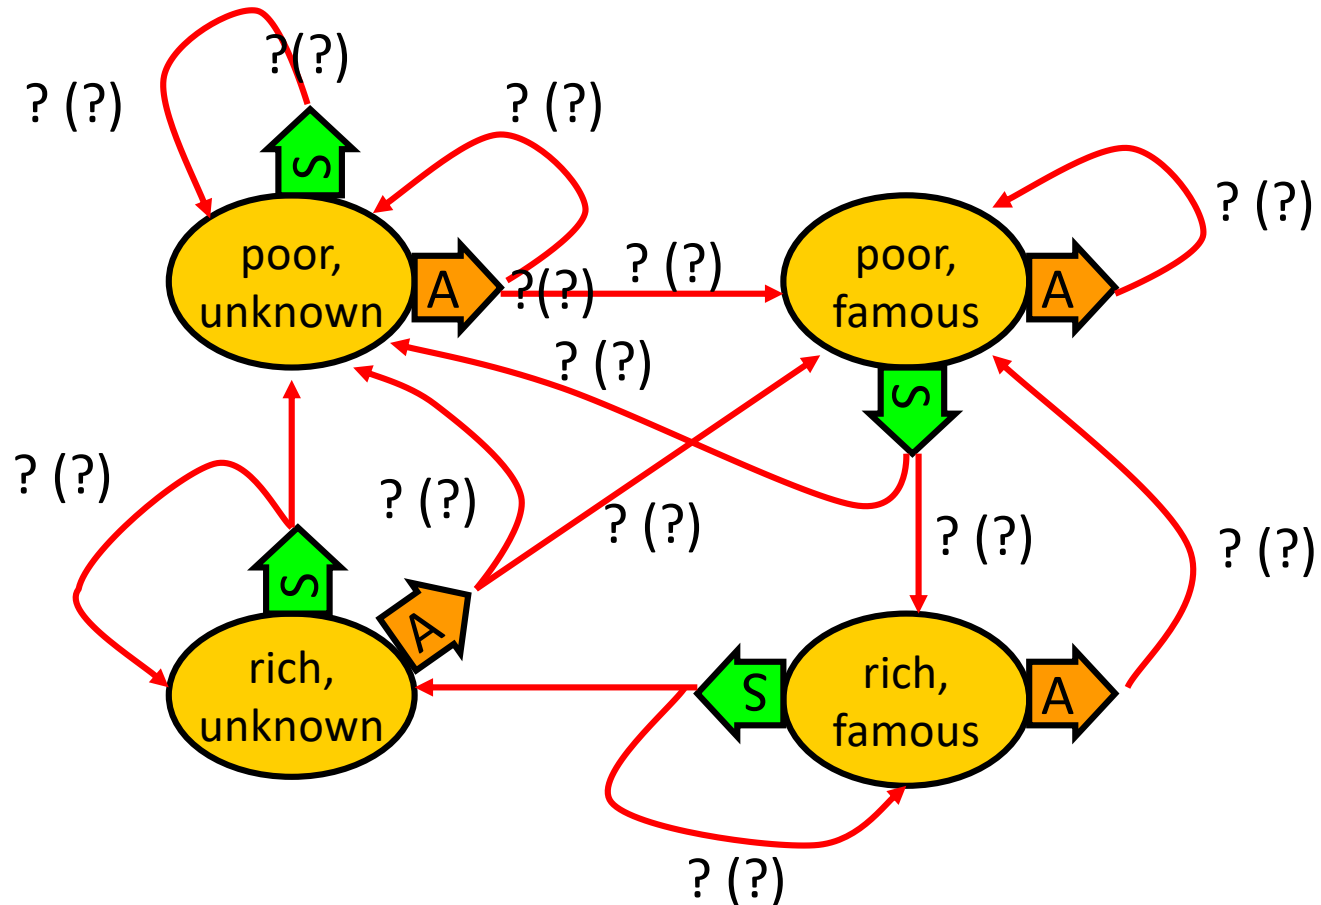 ?(?)
? (?)
? (?)
S
poor,
unknown
A
?(?)
? (?)
poor,
famous
A
? (?)
? (?)
S
? (?)
? (?)
? (?)
? (?)
? (?)
S
A
rich,
unknown
S
rich,
famous
A
? (?)